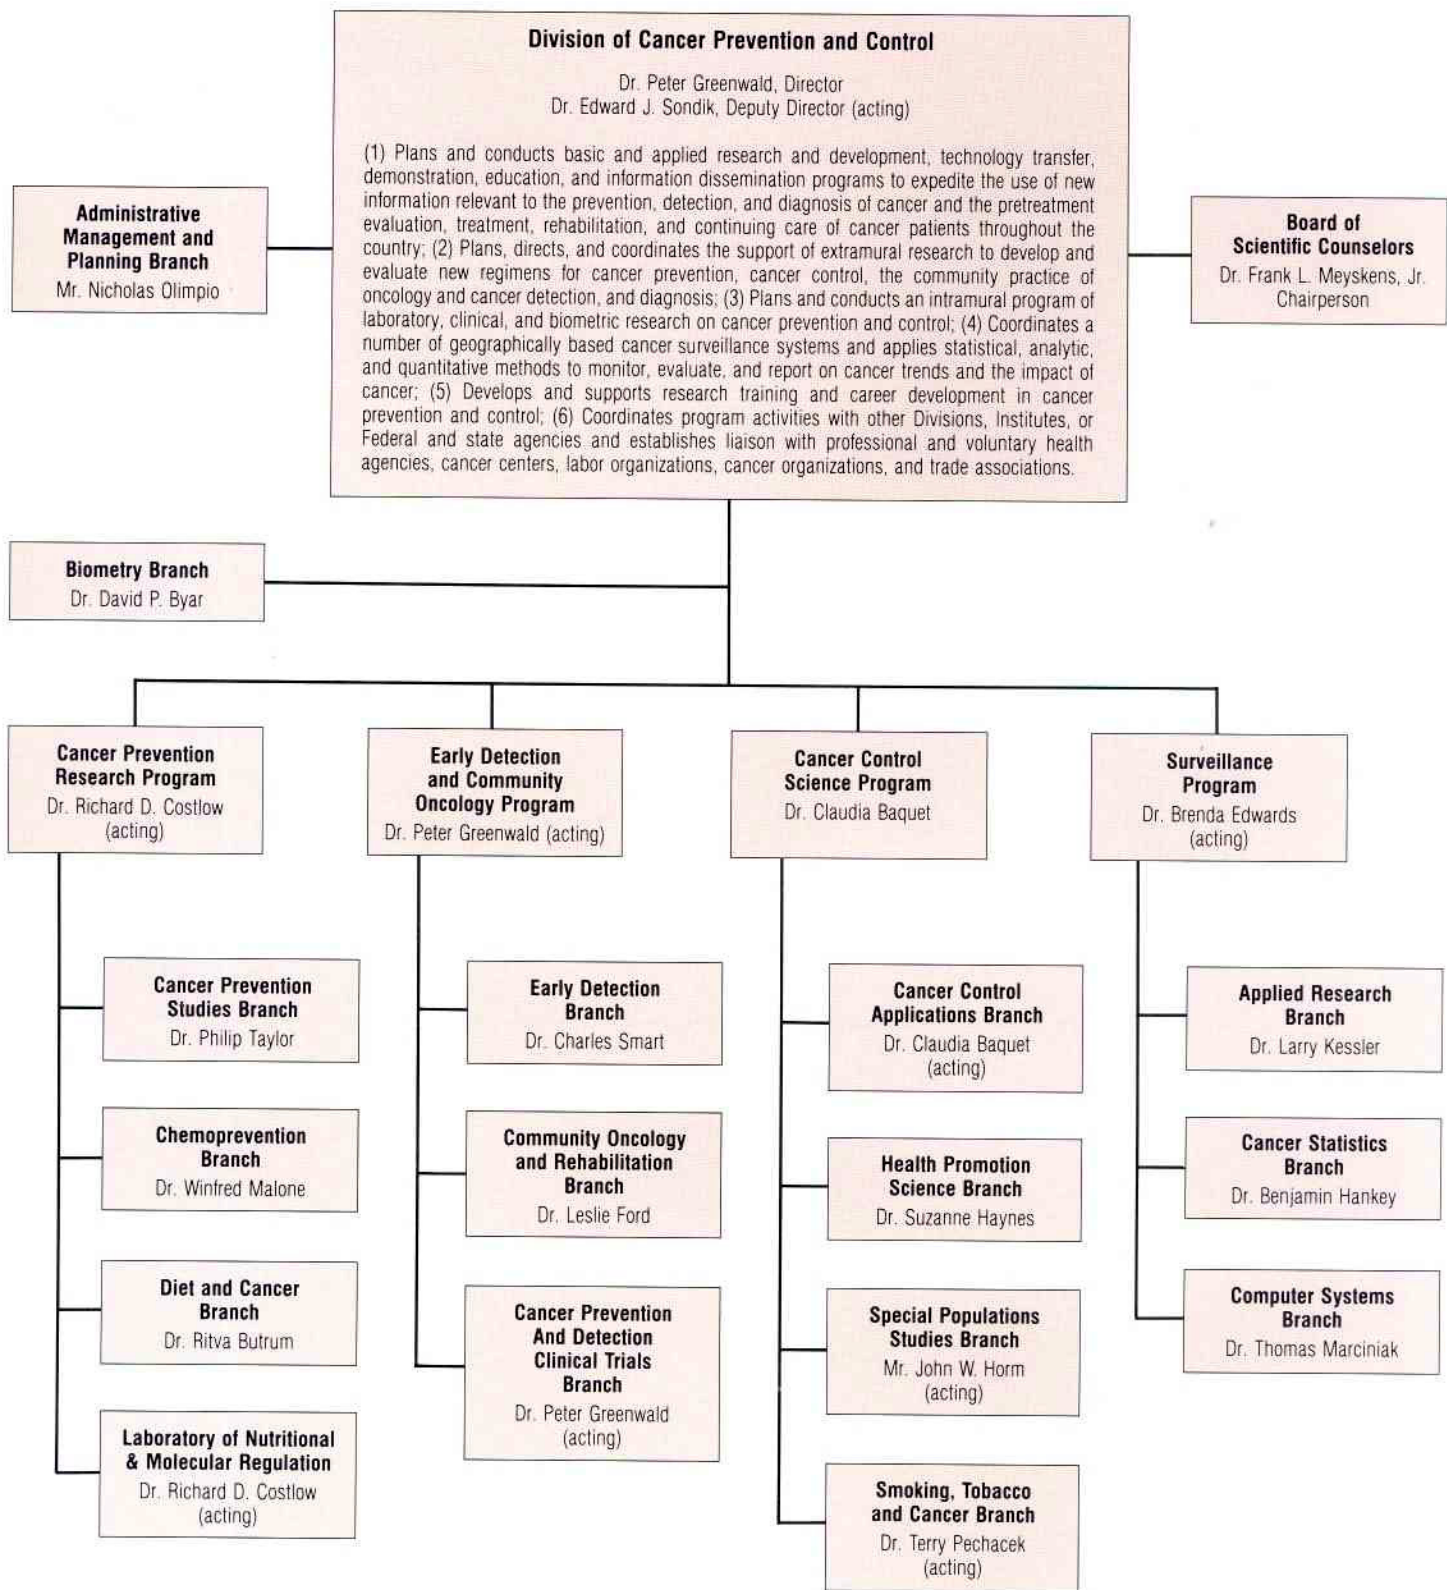 Division of Cancer Prevention and Control
Dr. Peter Greenwald, Director
Dr. Edward J. Sondik, Deputy Director (acting)
(1) Plans and conducts basic and applied research and development, technology transfer,
demonstration, education, and information dissemination programs to expedite the use of new
information relevant to the prevention, detection, and diagnosis of cancer and the pretreatment
evaluation, treatment, rehabilitation, and continuing care of cancer patients throughout the
country; (2) Plans, directs, and coordinates the support of extramural research to develop and
evaluate new regimens for cancer prevention, cancer control, the community practice of
oncology and cancer detection, and diagnosis; (3) Plans and conducts an intramural program of
laboratory, clinical, and biometric research on cancer prevention and control; (4) Coordinates a
number of geographically based cancer surveillance systems and applies statistical, analytic,
and quantitative methods to monitor, evaluate, and report on cancer trends and the impact of
cancer; (5) Develops and supports research training and career development in cancer
prevention and control; (6) Coordinates program activities with other Divisions, Institutes, or
Federal and state agencies and establishes liaison with professional and voluntary health
agencies, cancer centers, labor organizations, cancer organizations, and trade associations.
Administrative
Management and
Planning Branch
Mr. Nicholas Olimpio
Board of
Scientific Counselors
Dr. Frank L. Meyskens, Jr.
Chairperson
Biometry Branch
Dr. David P. Byar
Cancer Prevention
Research Program
Dr. Richard D. Costlow
(acting)
Cancer Prevention
Studies Branch
Dr. Philip Taylor
Chemoprevention
Branch
Dr. Winfred Malone
Diet and Cancer
Branch
Dr. Ritva Butrum
Laboratory of Nutritional
& Molecular Regulation
Dr. Richard D. Costlow
(acting)
Early Detection
and Community
Oncology Program
Dr. Peter Greenwald (acting)
Early Detection
Branch
Dr. Charles Smart
Community Oncology
and Rehabilitation
Branch
Dr. Leslie Ford
Cancer Prevention
And Detection
Clinical Trials
Branch
Dr. Peter Greenwald
(acting)
Cancer Control
Science Program
Dr. Claudia Baquet
Cancer Control
Applications Branch
Dr. Claudia Baquet
(acting)
Health Promotion
Science Branch
Dr. Suzanne Haynes
Special Populations
Studies Branch
Mr. John W. Horm
(acting)
Smoking, Tobacco
and Cancer Branch
Dr. Terry Pechacek
(acting)
Surveillance
Program
Dr. Brenda Edwards
(acting)
Applied Research
Branch
Dr. Larry Kessler
Cancer Statistics
Branch
Dr. Benjamin Hankey
Computer Systems
Branch
Dr. Thomas Marciniak